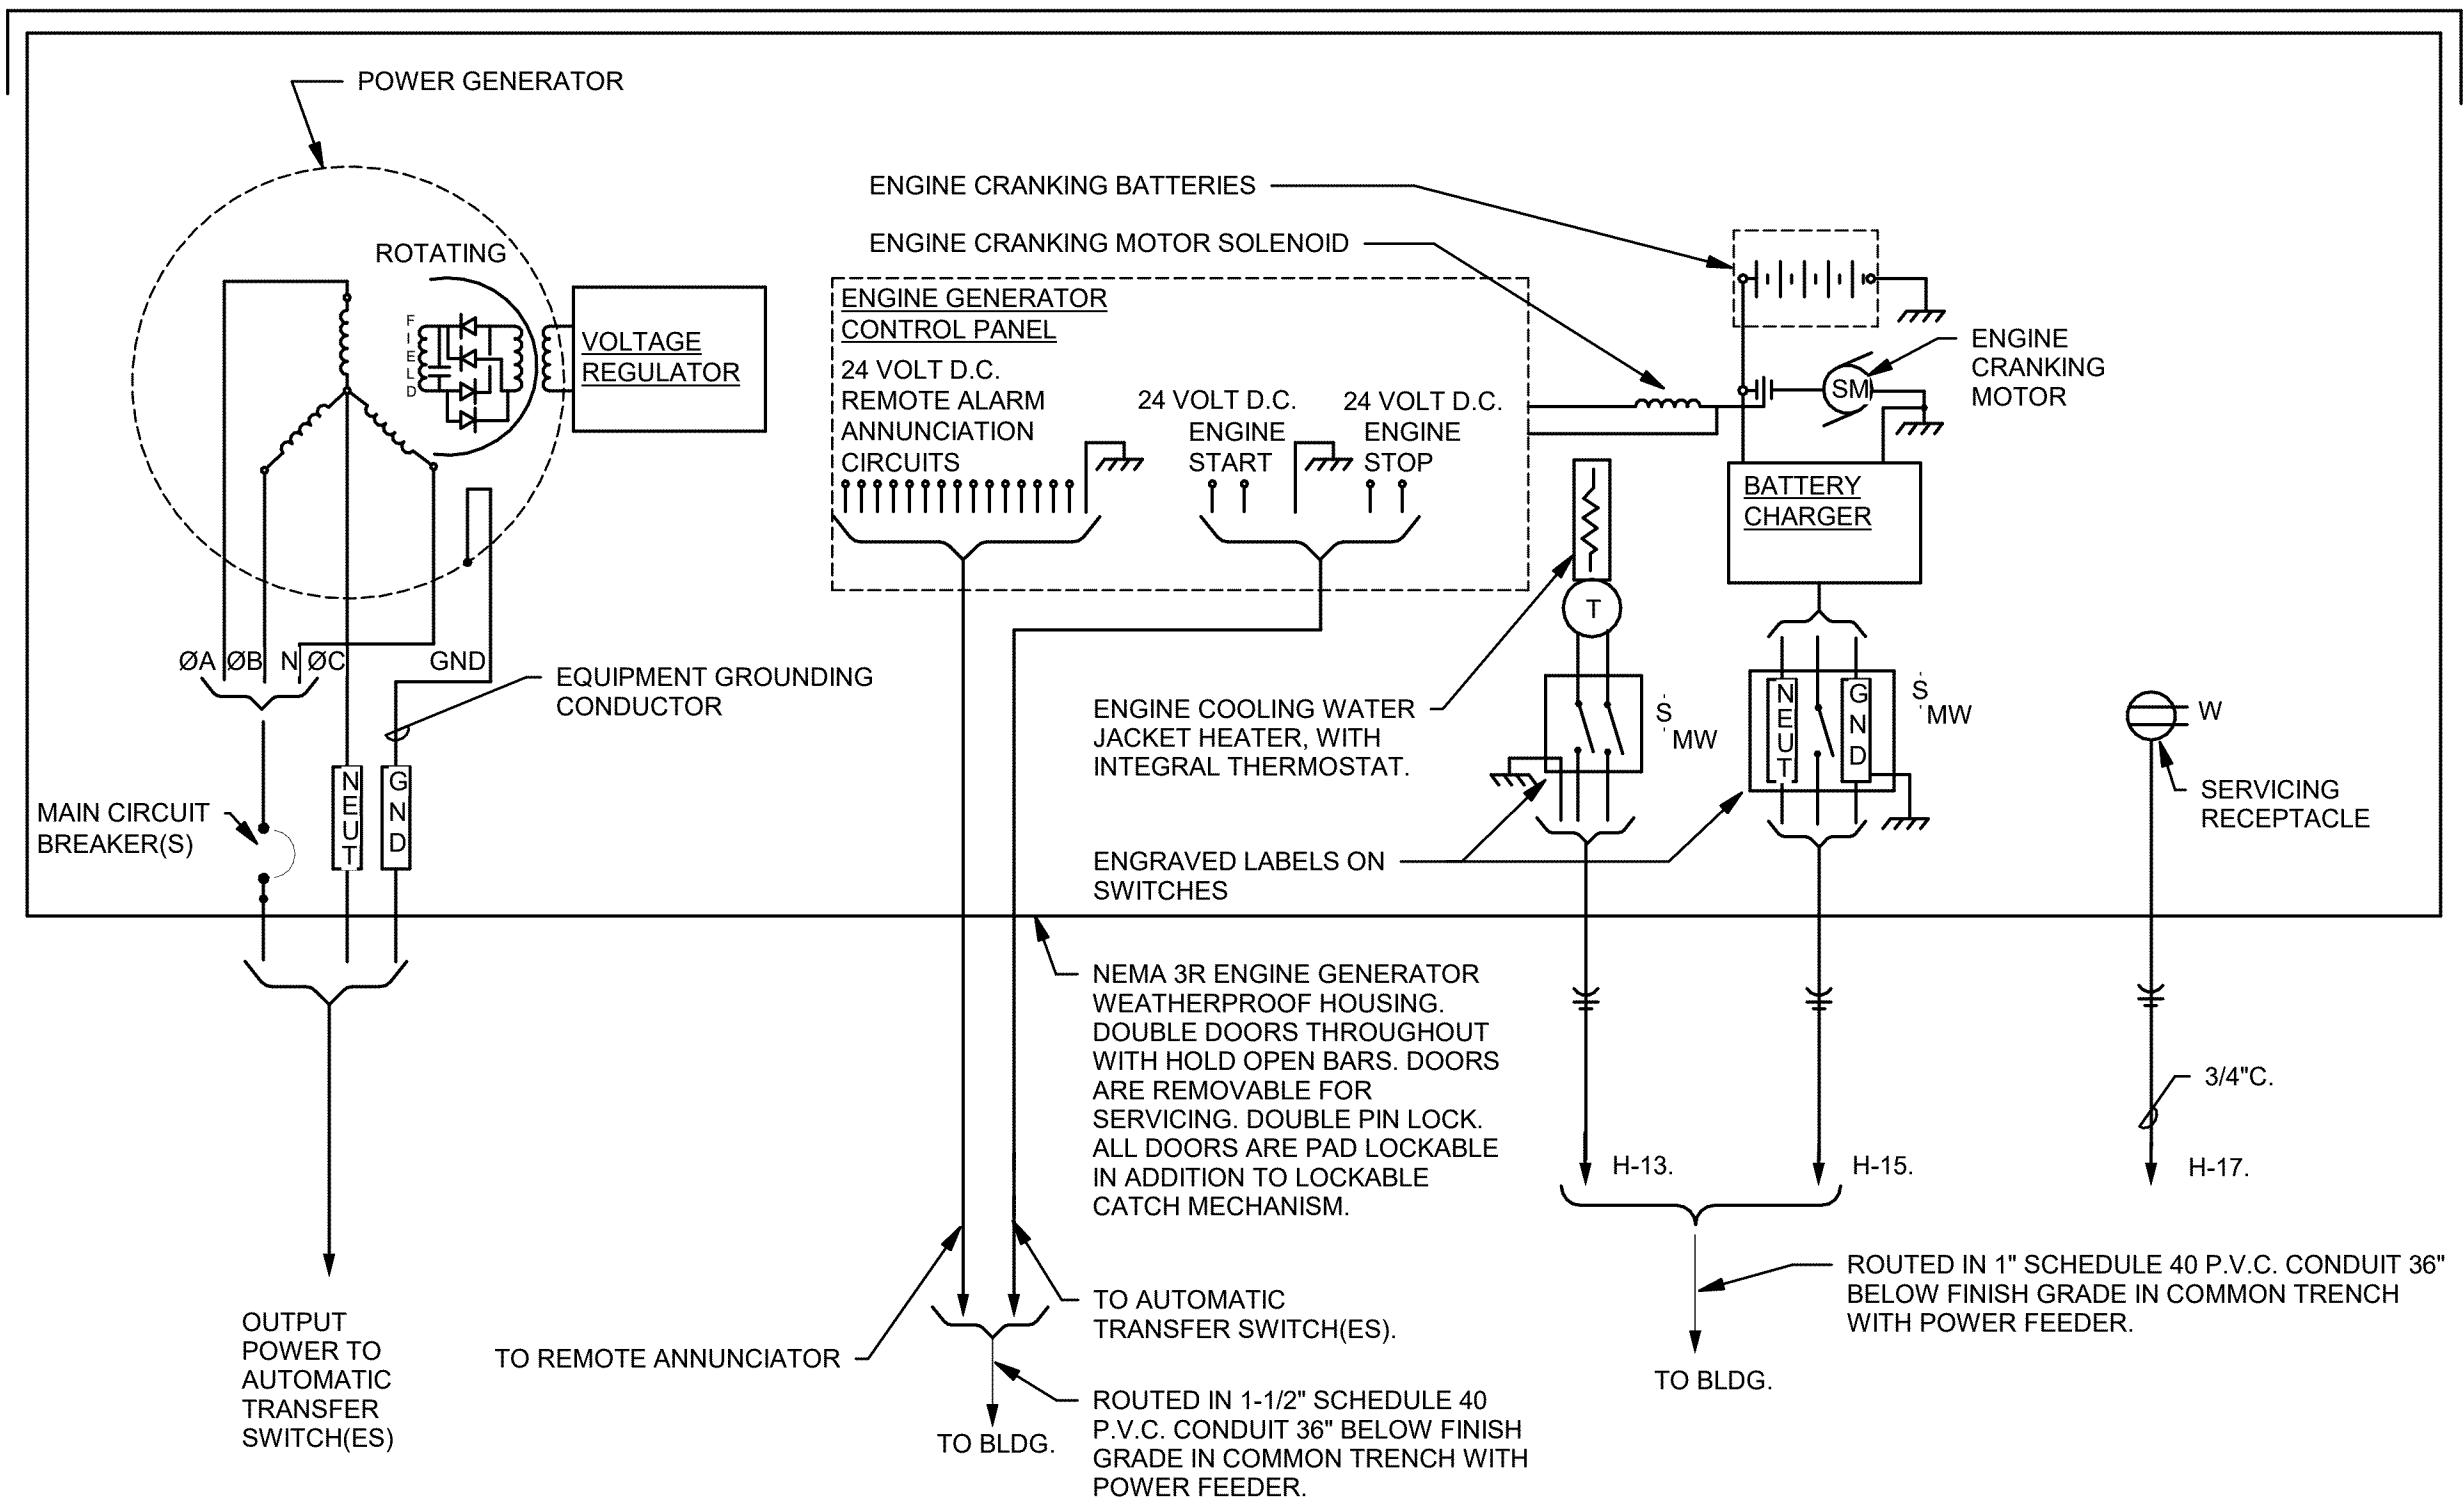 POWER GENERATOR
ROTATING
FIELD
VOLTAGE
REGULATOR
ØA ØB N ØC GND
EQUIPMENT GROUNDING
CONDUCTOR
MAIN CIRCUIT
BREAKER(S)
NEUT
GND
OUTPUT
POWER TO
AUTOMATIC
TRANSFER
SWITCH(ES)
ENGINE CRANKING BATTERIES
ENGINE CRANKING MOTOR SOLENOID
ENGINE GENERATOR
CONTROL PANEL
24 VOLT D.C.
REMOTE ALARM
ANNUNCIATION
CIRCUITS
24 VOLT D.C.
ENGINE
START
24 VOLT D.C.
ENGINE
STOP
SM
ENGINE
CRANKING
MOTOR
BATTERY
CHARGER
T
ENGINE COOLING WATER
JACKET HEATER, WITH
INTEGRAL THERMOSTAT.
S
MW
NEUT
GND
S
MW
W
SERVICING
RECEPTACLE
ENGRAVED LABELS ON
SWITCHES
NEMA 3R ENGINE GENERATOR
WEATHERPROOF HOUSING.
DOUBLE DOORS THROUGHOUT
WITH HOLD OPEN BARS. DOORS
ARE REMOVABLE FOR
SERVICING. DOUBLE PIN LOCK.
ALL DOORS ARE PAD LOCKABLE
IN ADDITION TO LOCKABLE
CATCH MECHANISM.
3/4"C.
H-13.
H-15.
H-17.
TO AUTOMATIC
TRANSFER SWITCH(ES).
TO REMOTE ANNUNCIATOR
ROUTED IN 1-1/2" SCHEDULE 40
P.V.C. CONDUIT 36" BELOW FINISH
GRADE IN COMMON TRENCH WITH
POWER FEEDER.
TO BLDG.
ROUTED IN 1" SCHEDULE 40 P.V.C. CONDUIT 36"
BELOW FINISH GRADE IN COMMON TRENCH
WITH POWER FEEDER.
TO BLDG.